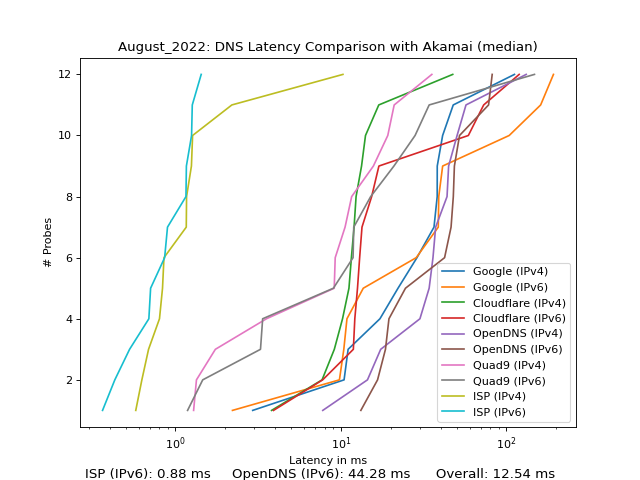 August_2022: DNS Latency Comparison with Akamai (median)
12
10
8
6
4
2
# Probes
Google (IPv4)
Google (IPv6)
Cloudflare (IPv4)
Cloudflare (IPv6)
OpenDNS (IPv4)
OpenDNS (IPv6)
Quad9 (IPv4)
Quad9 (IPv6)
ISP (IPv4)
ISP (IPv6)
10⁰ 10¹ 10²
Latency in ms
ISP (IPv6): 0.88 ms OpenDNS (IPv6): 44.28 ms Overall: 12.54 ms